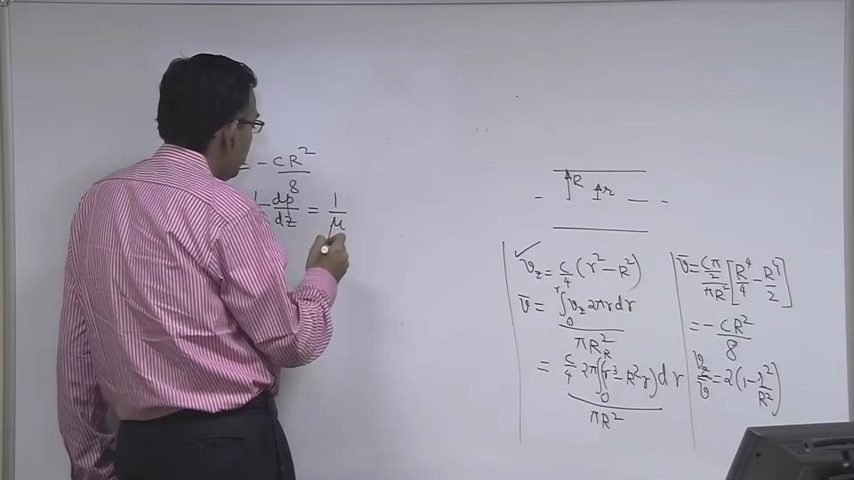 = - cR²/8
1 dp/dz = 1/μ
R r
v_z = c/4 (r² - R²)
v̄ = ∫₀ʳ v_z 2πr dr / πR²
= c/4 2π ∫₀ᴿ (r³ - R²r) dr / πR²
v̄ = cπ/2 / πR² [R⁴/4 - R⁴/2]
= - cR²/8
v_z/v̄ = 2(1 - r²/R²)